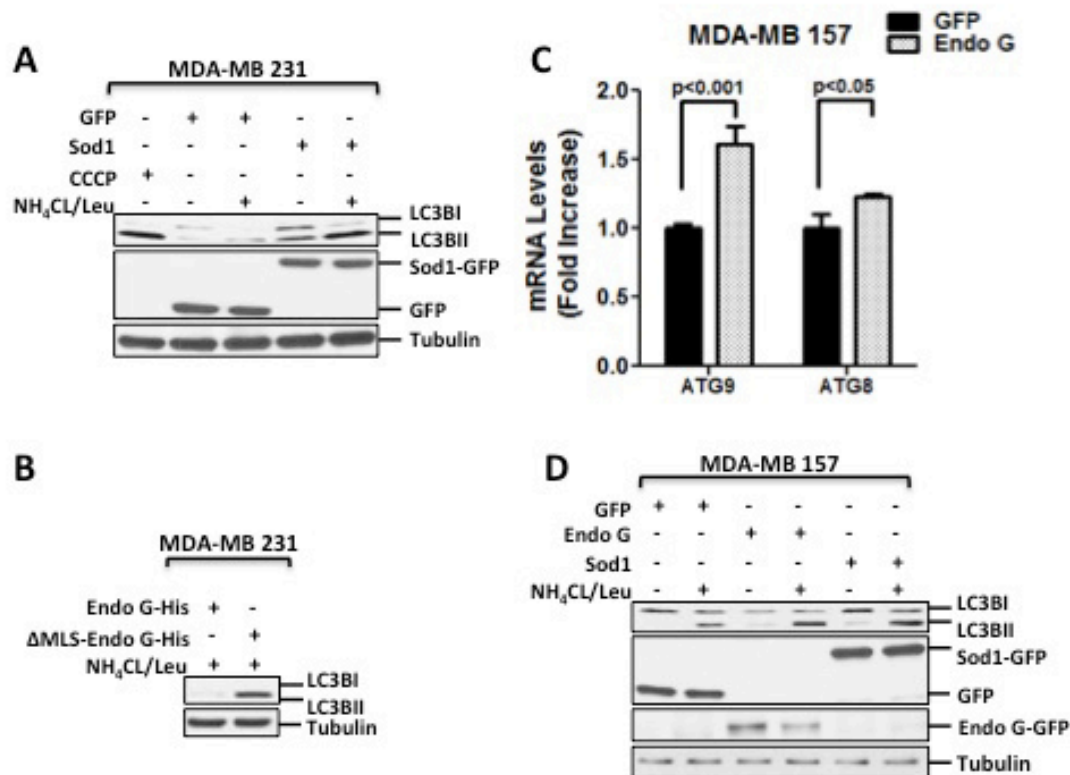 A
MDA-MB 231
GFP - + + - -
Sod1 - - - + +
CCCP + - - - -
NH₄CL/Leu - - + - +
LC3BI
LC3BII
Sod1-GFP
GFP
Tubulin
B
MDA-MB 231
Endo G-His + -
ΔMLS-Endo G-His - +
NH₄CL/Leu + +
LC3BI
LC3BII
Tubulin
C
MDA-MB 157
GFP
Endo G
p<0.001 p<0.05
mRNA Levels
(Fold Increase)
2.0
1.5
1.0
0.5
0.0
ATG9 ATG8
D
MDA-MB 157
GFP + + - - - -
Endo G - - + + - -
Sod1 - - - - + +
NH₄CL/Leu - + - + - +
LC3BI
LC3BII
Sod1-GFP
GFP
Endo G-GFP
Tubulin